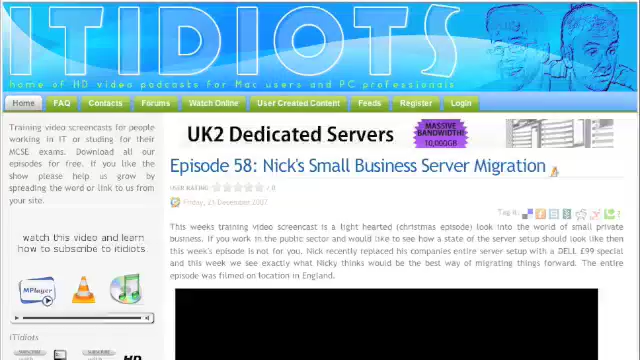 ITIDIOTS
home of HD video podcasts for Mac users and PC professionals
Home FAQ Contacts Forums Watch Online User Created Content Feeds Register Login
Training video screencasts for people
working in IT or studing for their
MCSE exams. Download all our
episodes for free. If you like the
show please help us grow by
spreading the word or link to us from
your site.
watch this video and learn
how to subscribe to itidiots.
MPlayer
iTidiots
SUBSCRIBE
SUBSCRIBE
HD
UK2 Dedicated Servers
MASSIVE
BANDWIDTH
10,000GB
Episode 58: Nick's Small Business Server Migration
USER RATING: / 0
Friday, 21 December 2007
Tag it:
This weeks training video screencast is a light hearted (christmas episode) look into the world of small private
business. If you work in the public sector and would like to see how a state of the server setup should look like then
this week's episode is not for you. Nick recently replaced his companies entire server setup with a DELL £99 special
and this week we see exactly what Nicky thinks would be the best way of migrating things forward. The entire
episode was filmed on location in England.